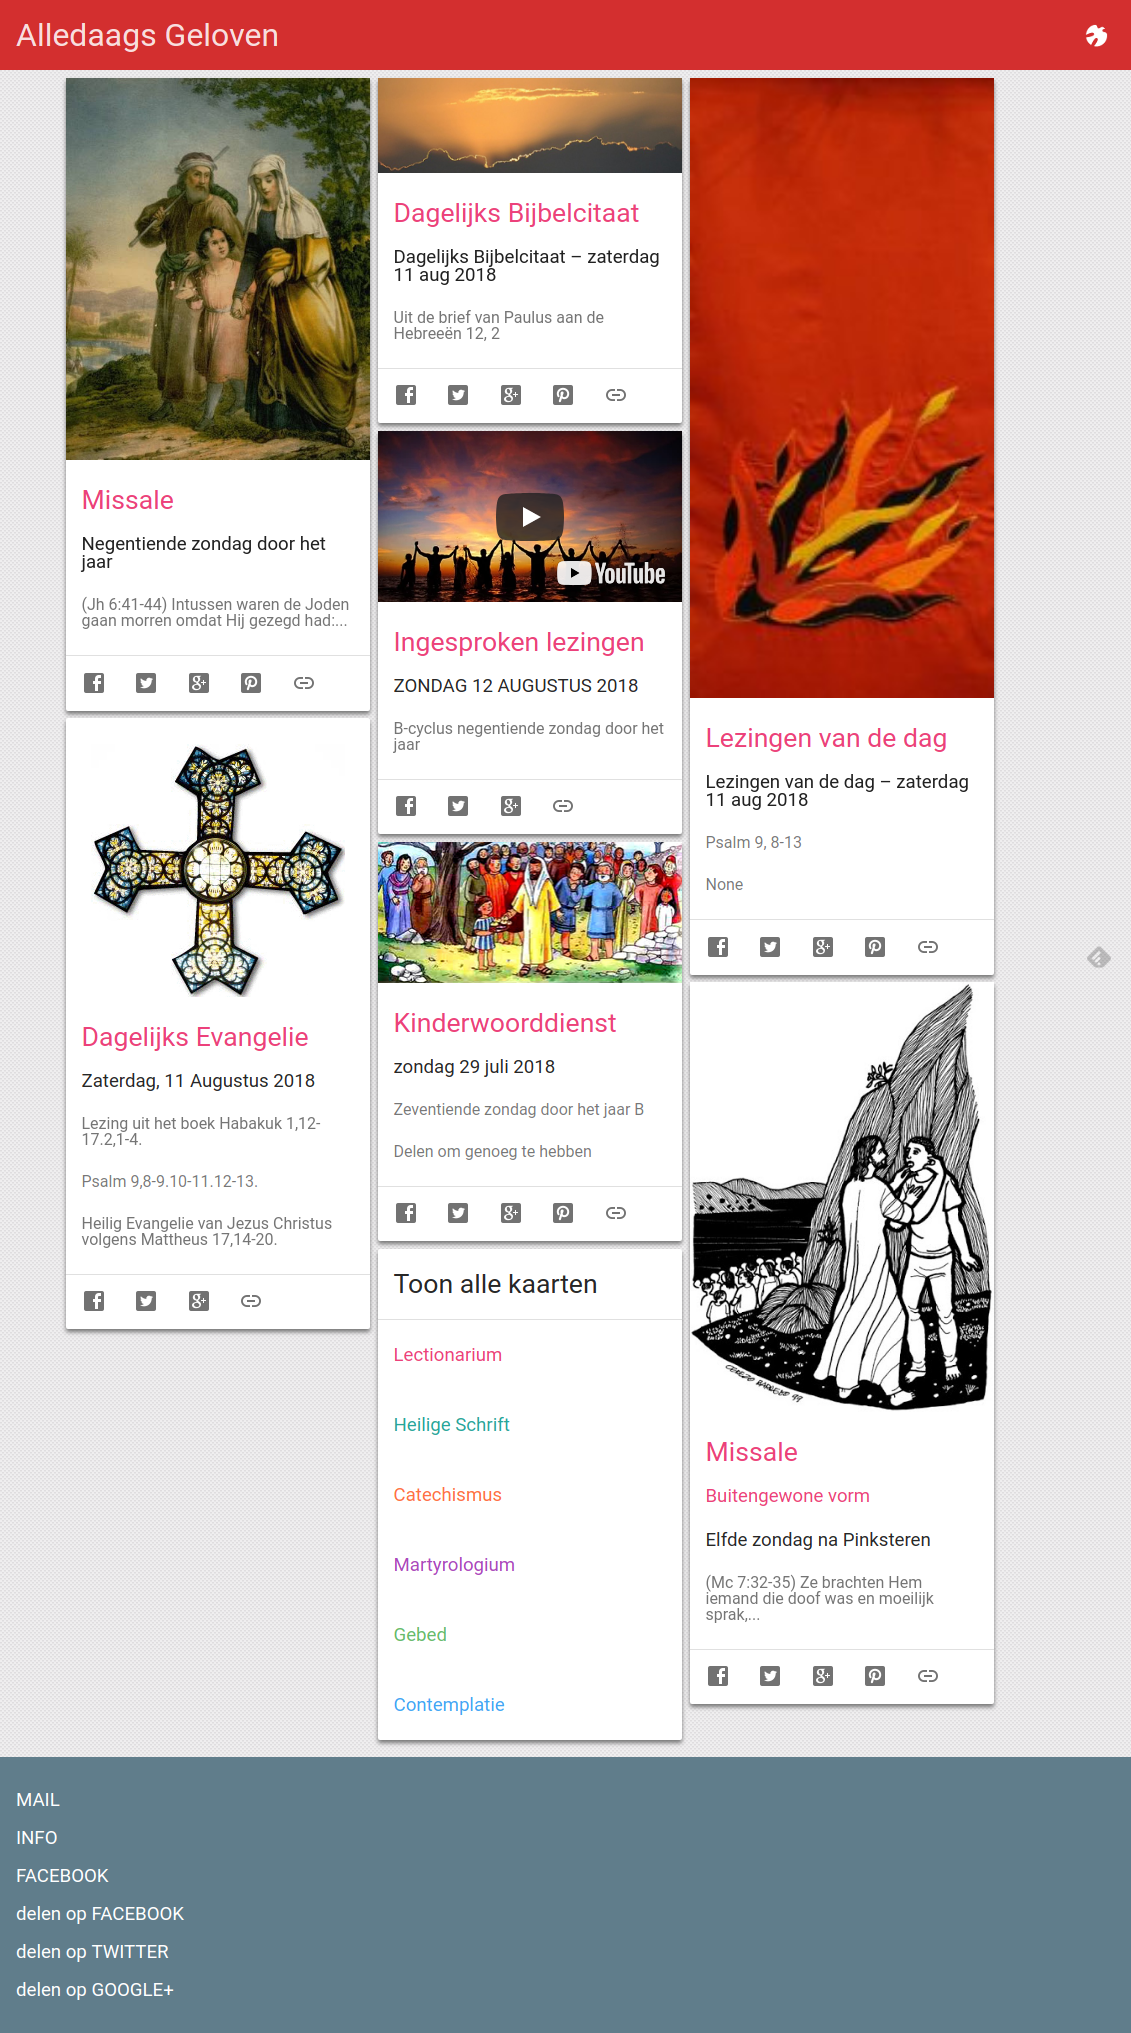 Alledaags Geloven
Missale
Negentiende zondag door het
jaar
(Jh 6:41-44) Intussen waren de Joden
gaan morren omdat Hij gezegd had:...
Dagelijks Evangelie
Zaterdag, 11 Augustus 2018
Lezing uit het boek Habakuk 1,12-
17.2,1-4.
Psalm 9,8-9.10-11.12-13.
Heilig Evangelie van Jezus Christus
volgens Mattheus 17,14-20.
Dagelijks Bijbelcitaat
Dagelijks Bijbelcitaat – zaterdag
11 aug 2018
Uit de brief van Paulus aan de
Hebreeën 12, 2
YouTube
Ingesproken lezingen
ZONDAG 12 AUGUSTUS 2018
B-cyclus negentiende zondag door het
jaar
Kinderwoorddienst
zondag 29 juli 2018
Zeventiende zondag door het jaar B
Delen om genoeg te hebben
Toon alle kaarten
Lectionarium
Heilige Schrift
Catechismus
Martyrologium
Gebed
Contemplatie
Lezingen van de dag
Lezingen van de dag – zaterdag
11 aug 2018
Psalm 9, 8-13
None
CEREZO BARREDO 99
Missale
Buitengewone vorm
Elfde zondag na Pinksteren
(Mc 7:32-35) Ze brachten Hem
iemand die doof was en moeilijk
sprak,...
MAIL
INFO
FACEBOOK
delen op FACEBOOK
delen op TWITTER
delen op GOOGLE+